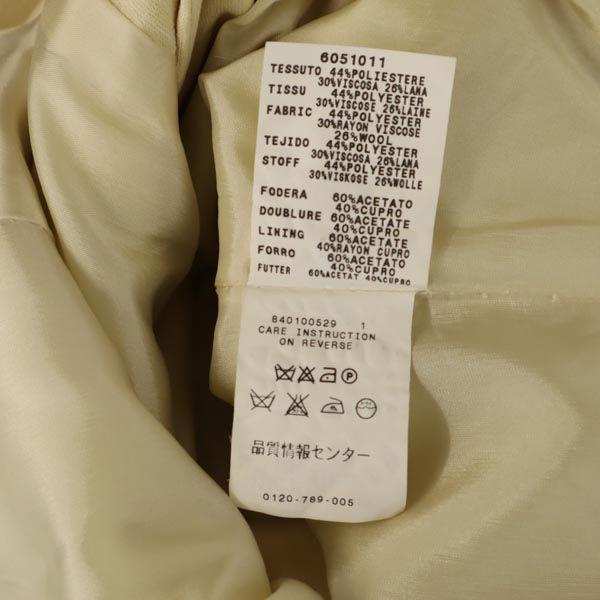 6051011
TESSUTO 44%POLIESTERE
30%VISCOSA 26%LANA
TISSU 44%POLYESTER
30%VISCOSE 26%LAINE
FABRIC 44%POLYESTER
30%RAYON VISCOSE
26%WOOL
TEJIDO 44%POLYESTER
30%VISCOSA 26%LAMA
STOFF 44%POLYESTER
30%VISKOSE 26%WOLLE
FODERA 60%ACETATO
40%CUPRO
DOUBLURE 60%ACETATE
40%CUPRO
LINING 60%ACETATE
40%RAYON CUPRO
FORRO 60%ACETATO
40%CUPRO
FUTTER 60%ACETAT 40%CUPRO
840100529 1
CARE INSTRUCTION
ON REVERSE
P
品質情報センター
0120-789-005